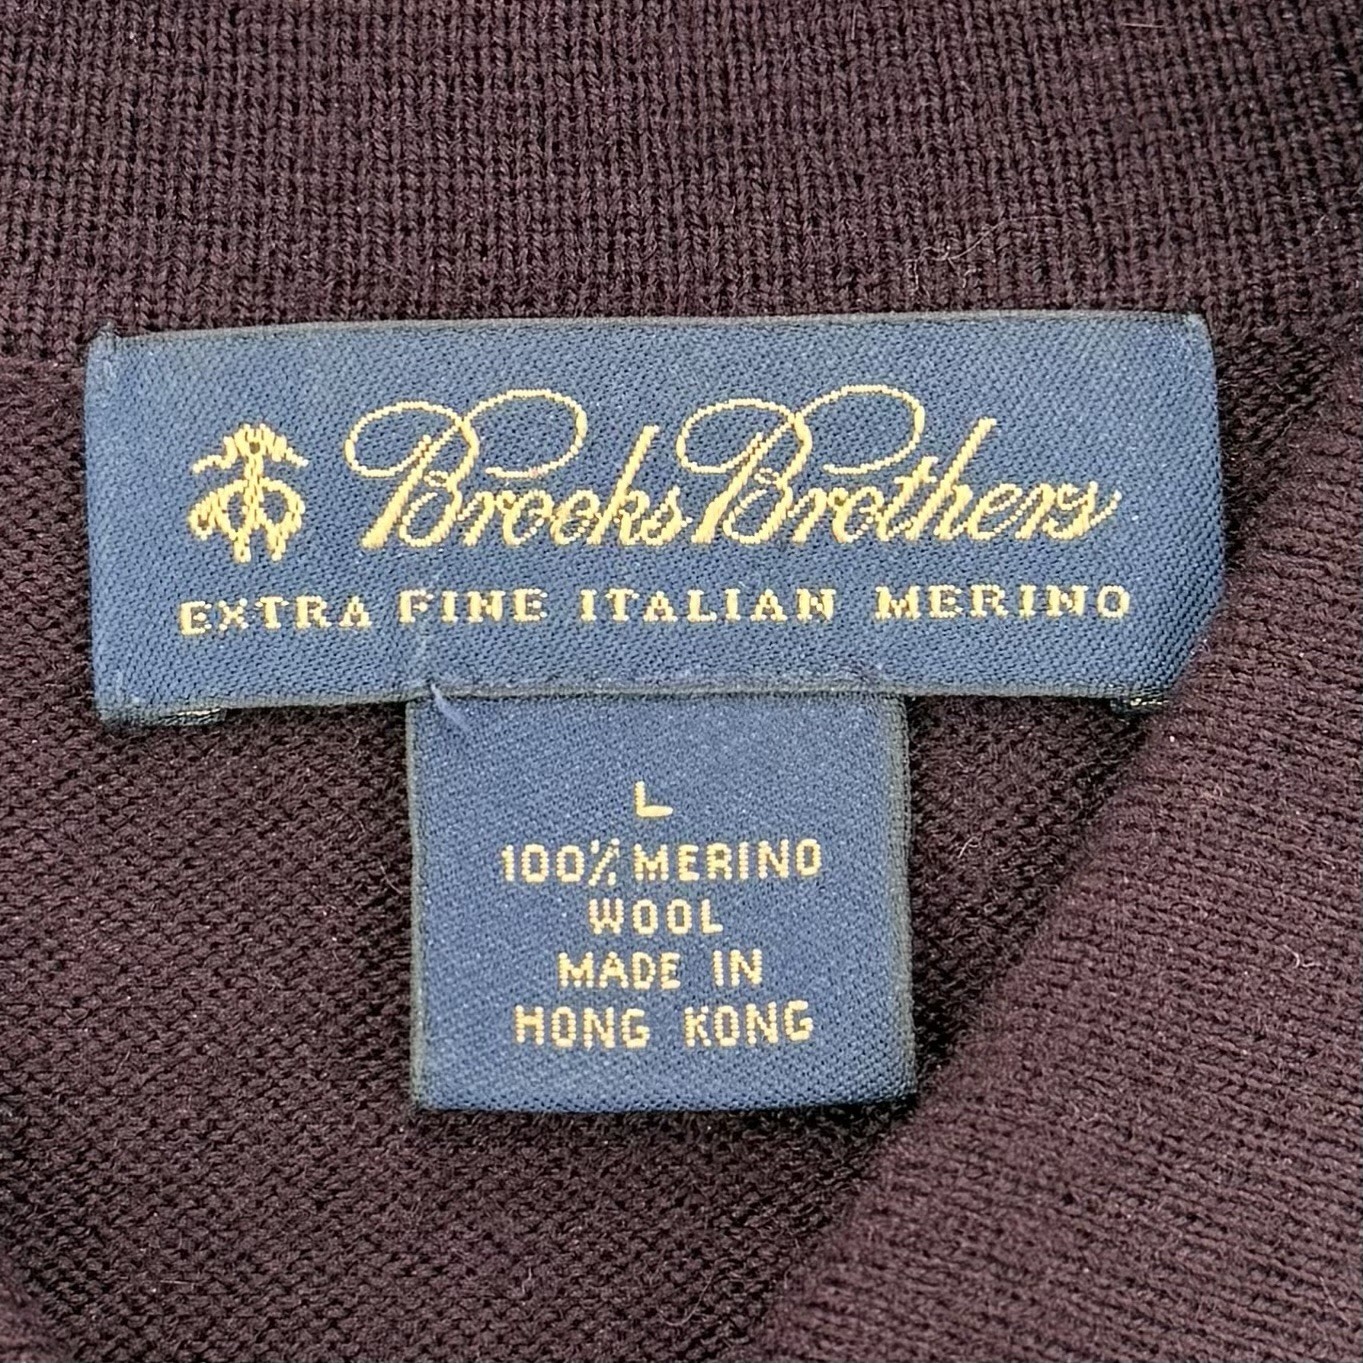 Brooks Brothers
EXTRA FINE ITALIAN MERINO
L
100% MERINO
WOOL
MADE IN
HONG KONG